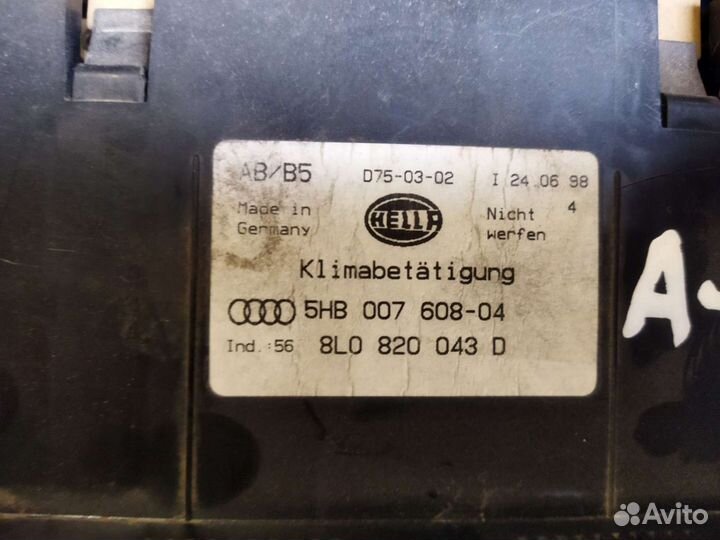 AB/B5 D75-03-02 I 24.06 98
Made in Germany
HELLA
Nicht werfen
4
Klimabetätigung
5HB 007 608-04
Ind.:56 8L0 820 043 D
A
Avito